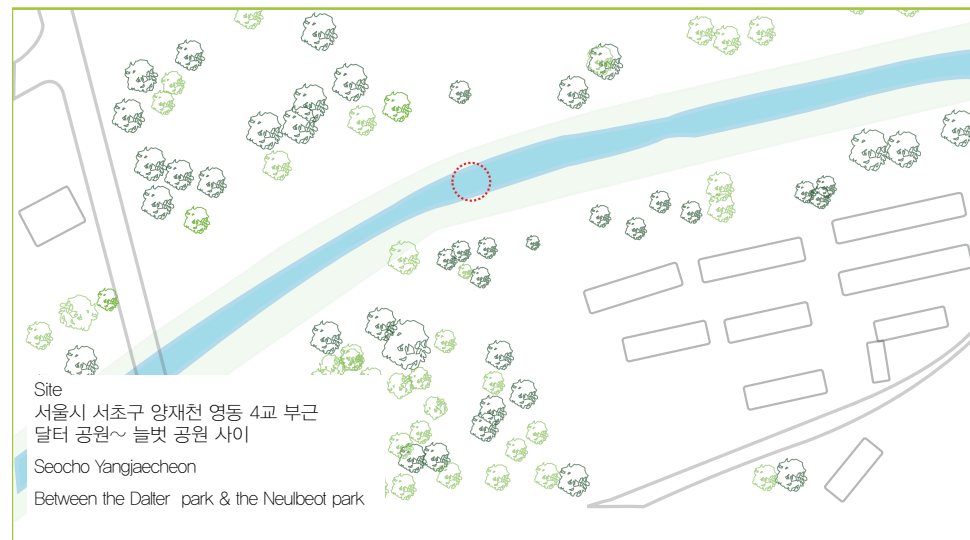 Site
서울시 서초구 양재천 영동 4교 부근
달터 공원~ 늘벗 공원 사이
Seocho Yangjaecheon
Between the Dalter park & the Neulbeot park